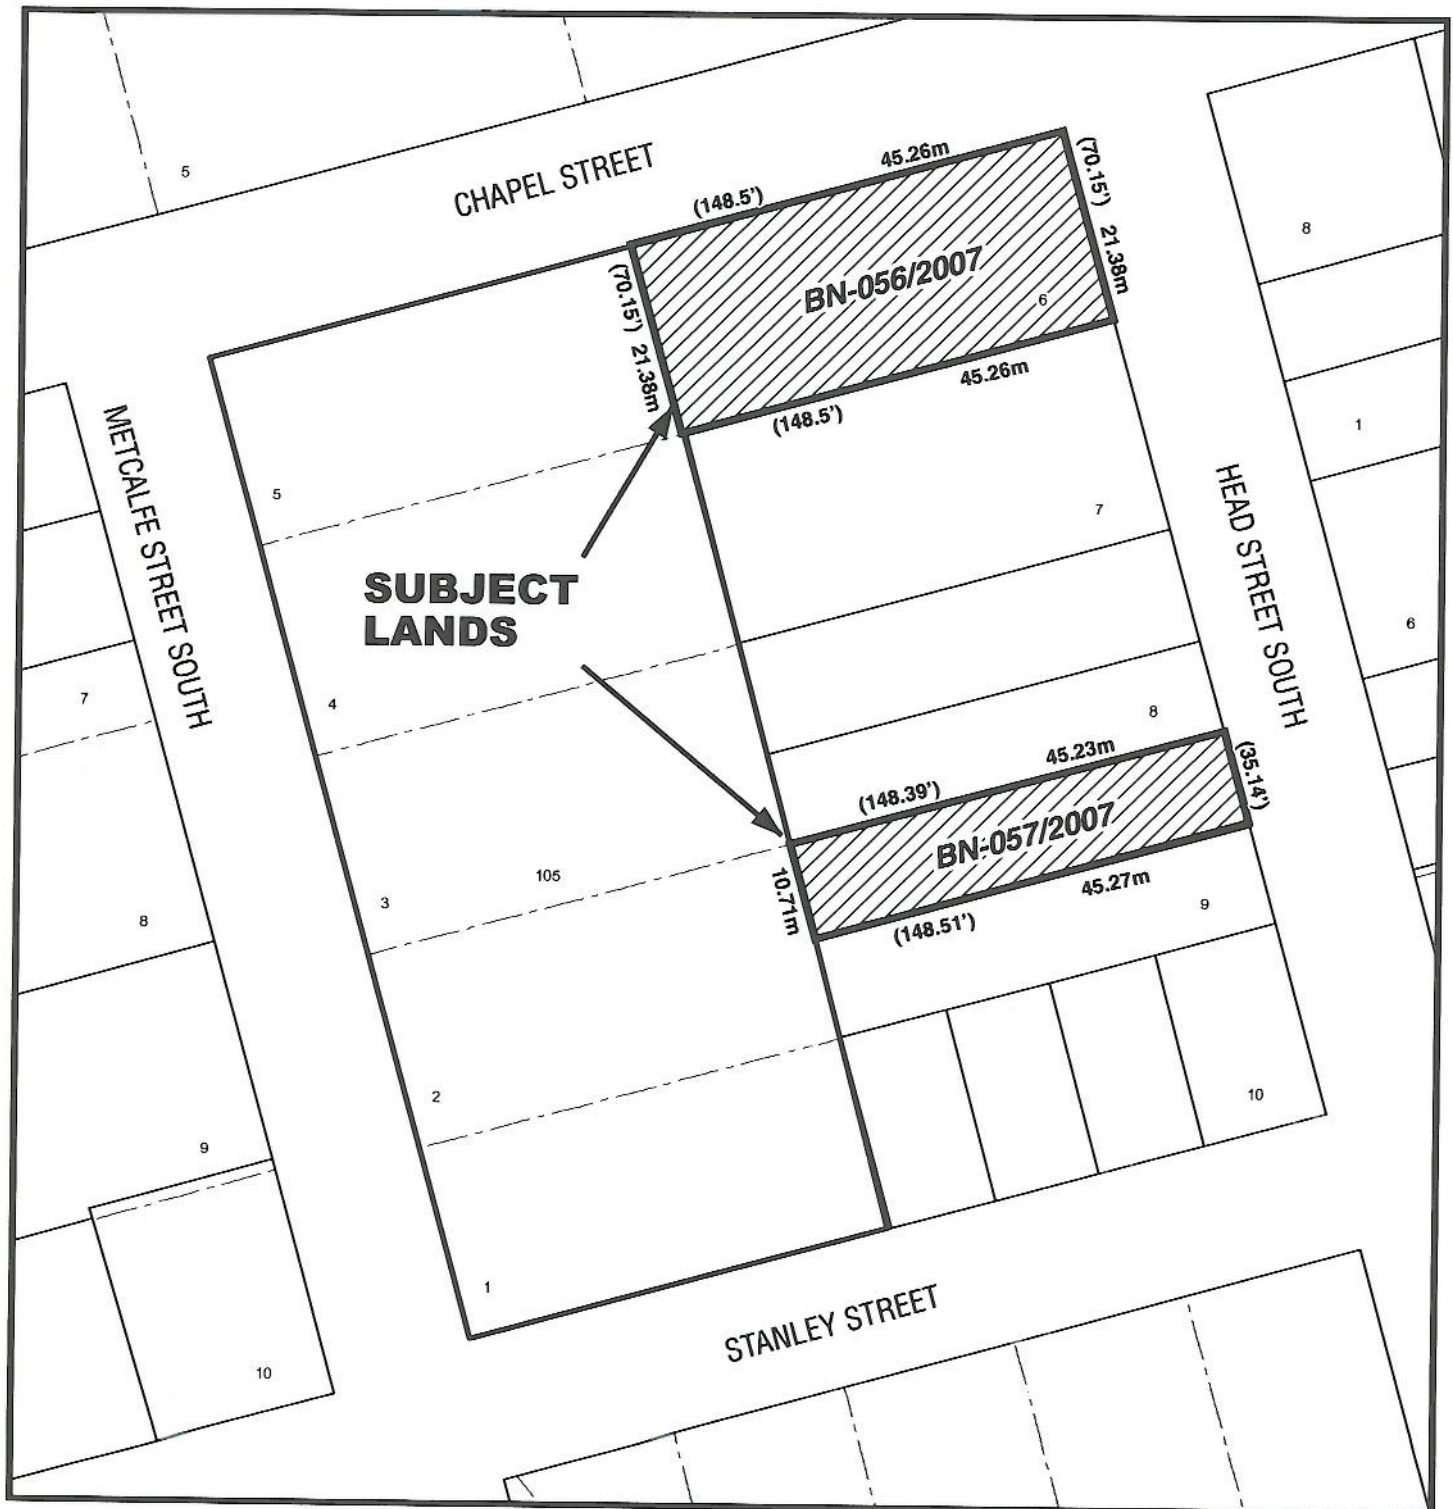 5
CHAPEL STREET
(148.5')
45.26m
(70.15')
21.38m
(70.15')
21.38m
BN-056/2007
6
45.26m
(148.5')
8
1
6
METCALFE STREET SOUTH
HEAD STREET SOUTH
5
7
SUBJECT
LANDS
4
7
8
45.23m
(148.39')
(35.14')
BN-057/2007
10.71m
45.27m
(148.51')
9
105
3
8
2
10
9
1
10
STANLEY STREET